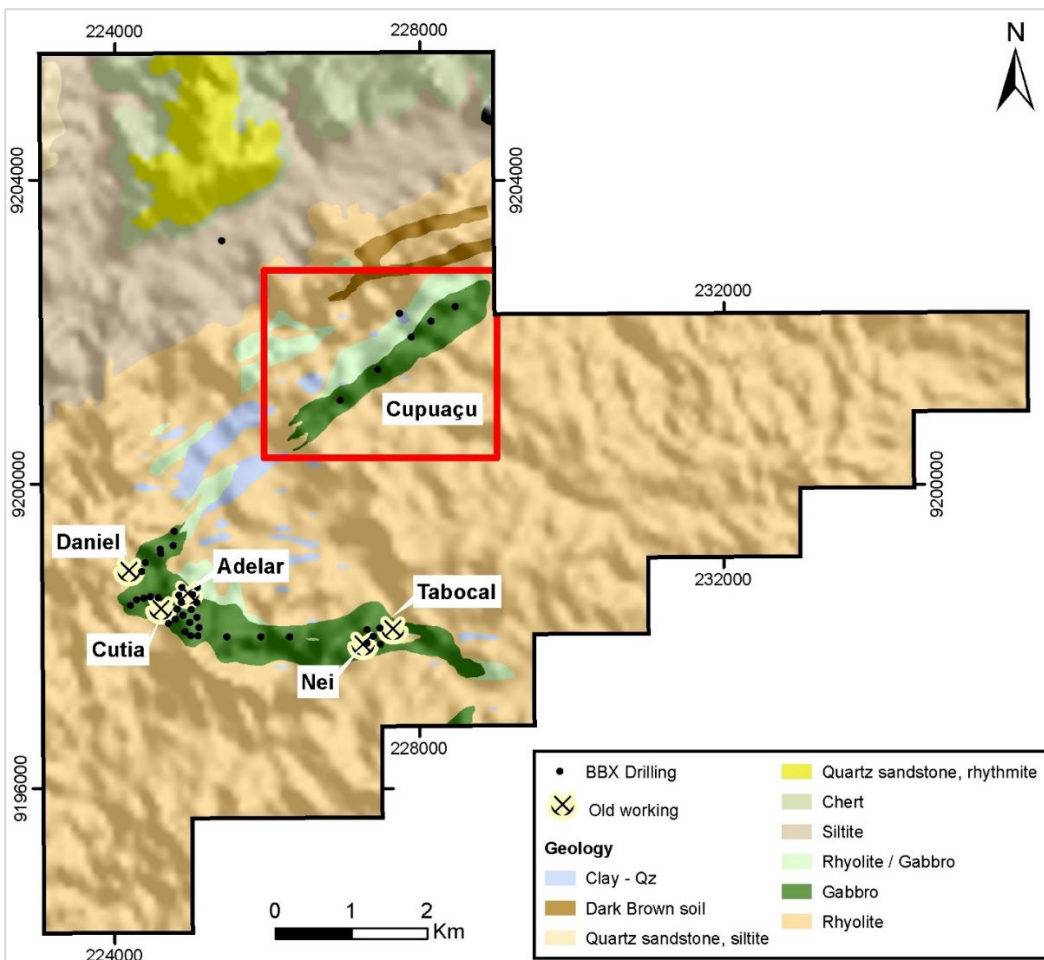 224000
228000
N
9204000
9204000
232000
Cupuaçu
9200000
9200000
Daniel
Adelar
232000
Tabocal
Cutia
Nei
228000
9196000
BBX Drilling
Old working
Geology
Clay - Qz
Dark Brown soil
Quartz sandstone, siltite
Quartz sandstone, rhythmite
Chert
Siltite
Rhyolite / Gabbro
Gabbro
Rhyolite
0 1 2
Km
224000